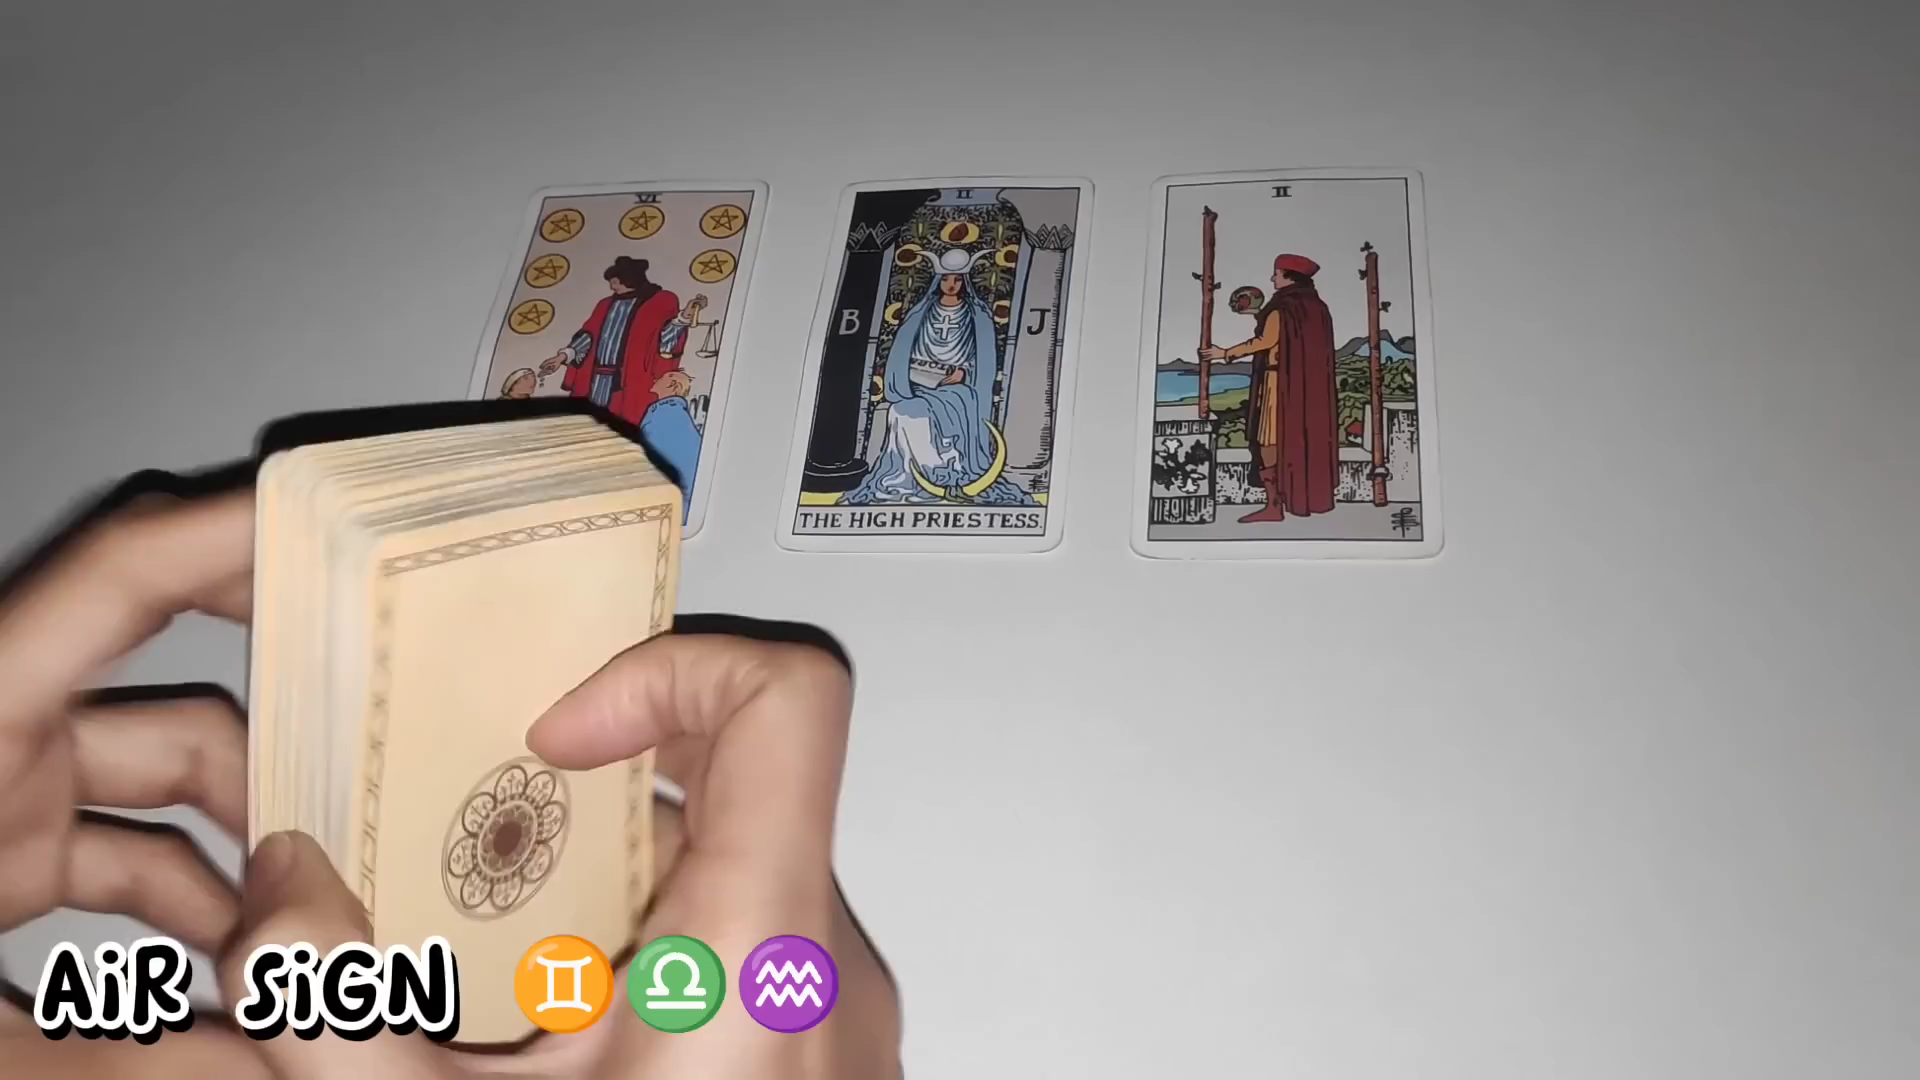 VI
II
II
B
J
THE HIGH PRIESTESS.
AiR SiGN